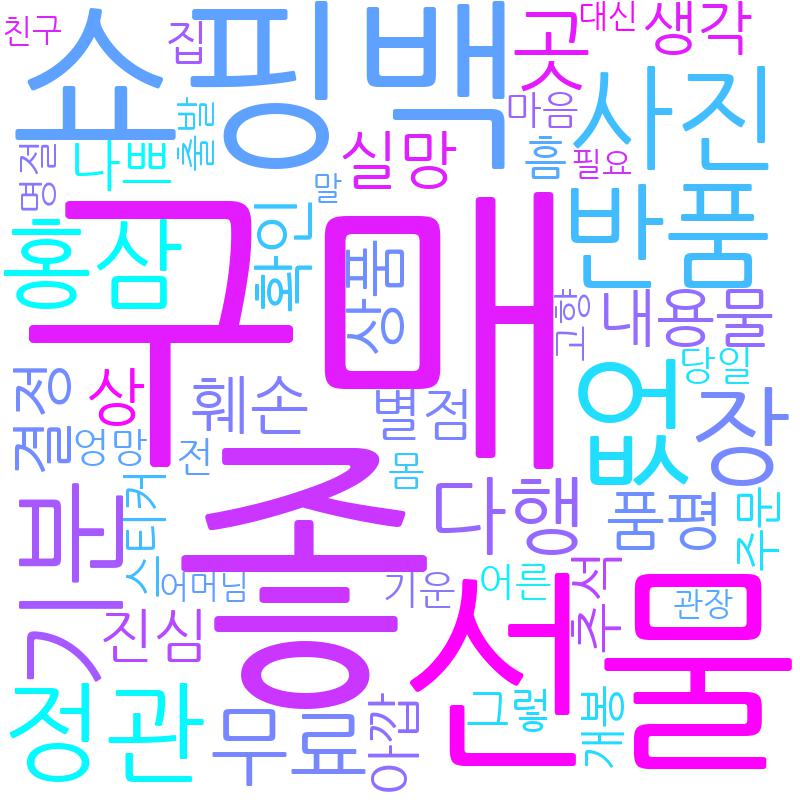 친구
집
대신
생각
쇼핑백
곳
마음
사진
출발
명절
나쁘
실망
흠
필요
말
구매
홍삼
확인
상품
반품
고향
내용물
당일
결정
상
훼손
별점
없
장
엉망
전
몸
기분
스티커
좋
다행
품평
주문
어머님
기운
어른
추석
관장
진심
선물
정관
무료
아깝
그렇
개봉